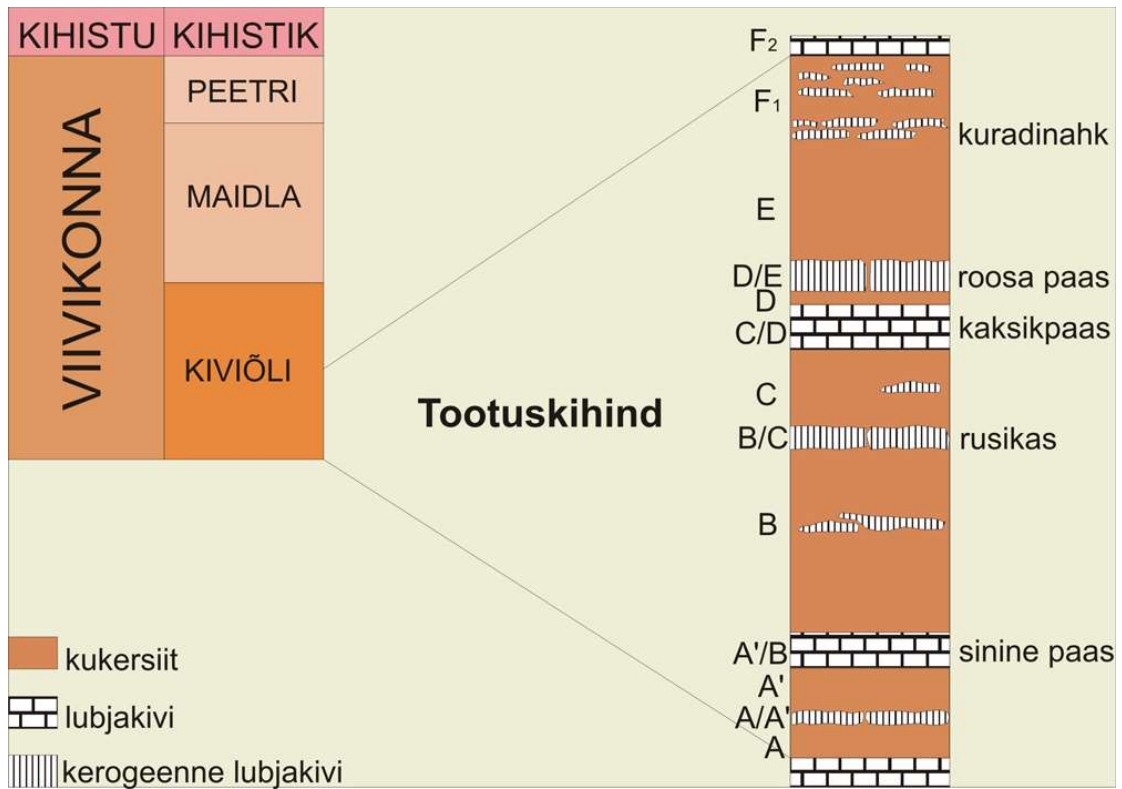 KIHISTU KIHISTIK
VIIVIKONNA
PEETRI
MAIDLA
KIVIÕLI
Tootuskihind
F₂
F₁
kuradinahk
E
D/E roosa paas
D
C/D kaksikpaas
C
B/C rusikas
B
A'/B sinine paas
A'
A/A'
A
kukersiit
lubjakivi
kerogeenne lubjakivi